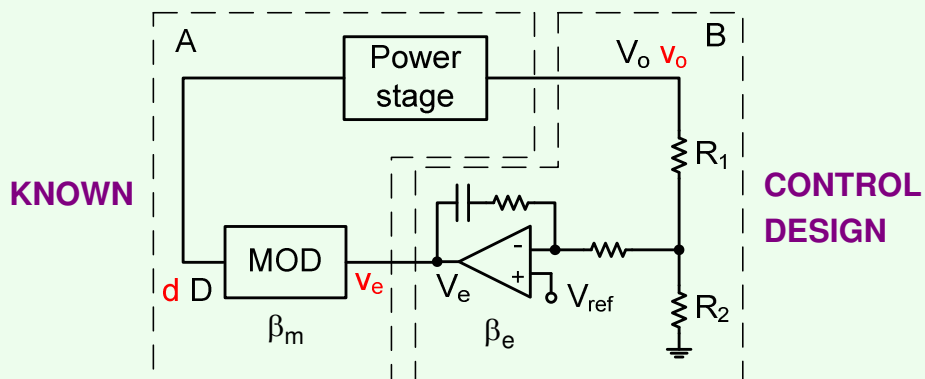 A
B
Power
stage
Vo vo
R1
KNOWN
CONTROL
DESIGN
MOD
-
+
Ve
ve
Vref
d D
R2
βm
βe